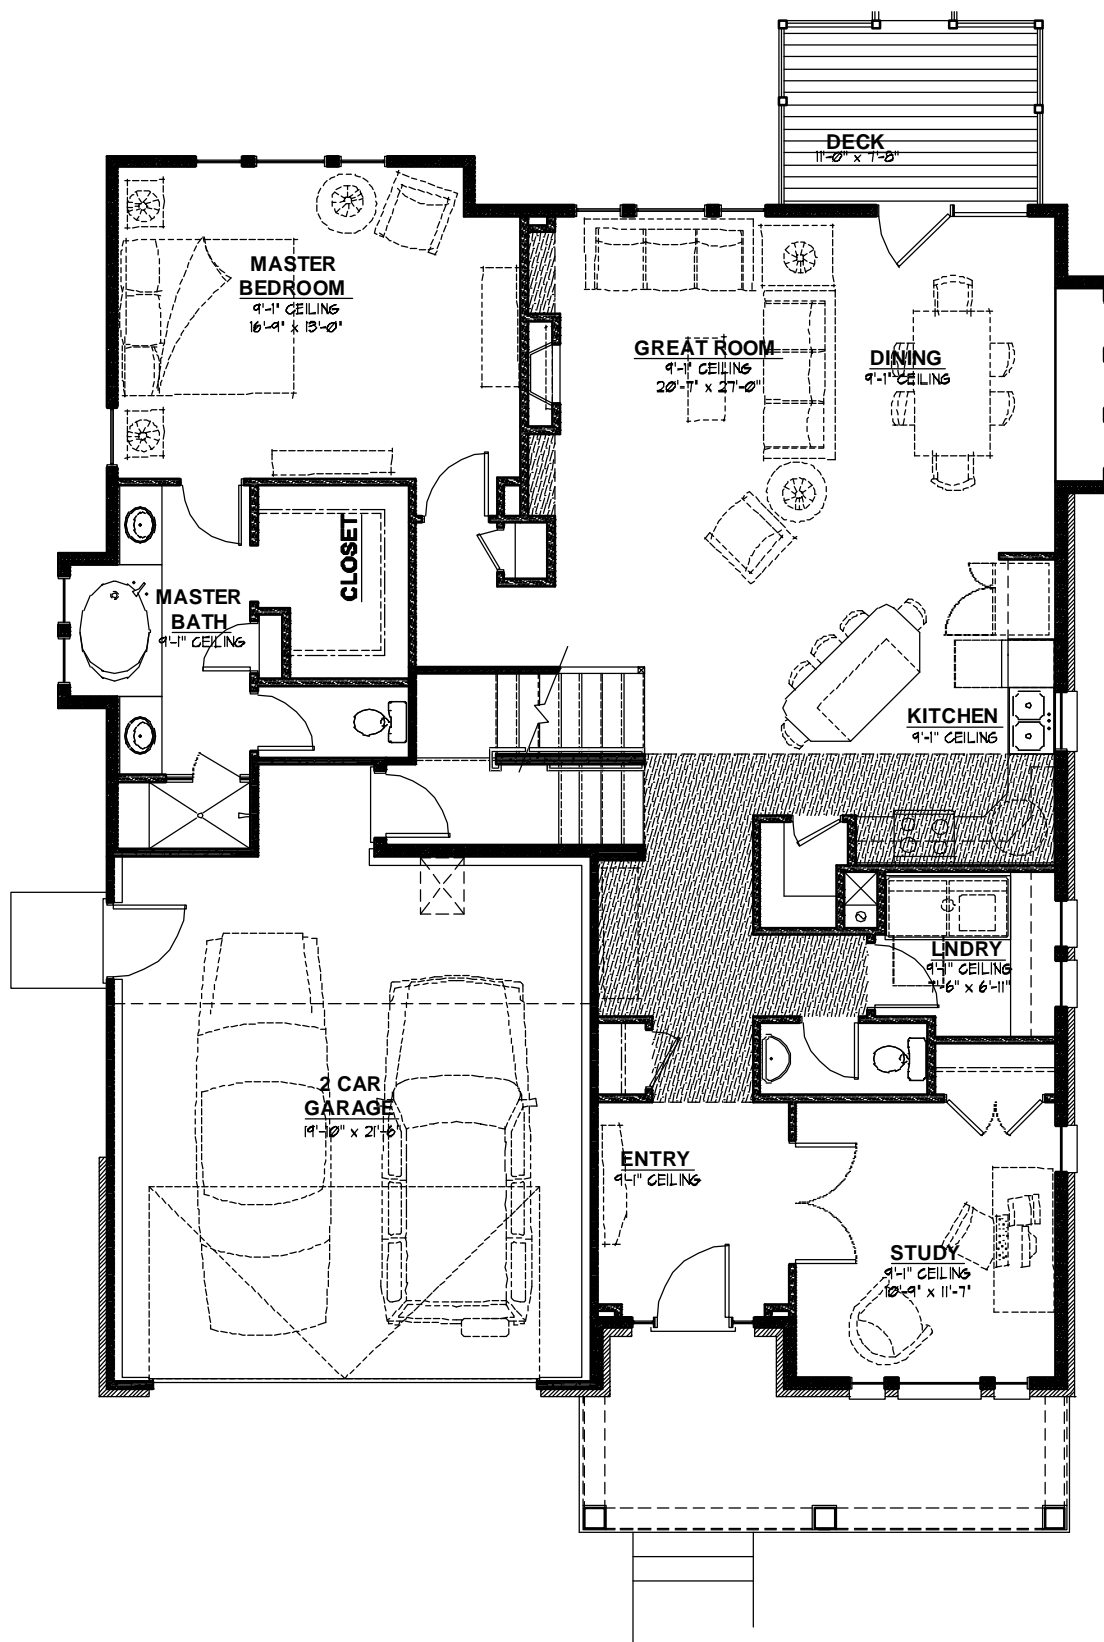 DECK
11'-0" x 7'-8"
MASTER
BEDROOM
9'-1" CEILING
16'-9" x 13'-0"
GREAT ROOM
9'-1" CEILING
20'-7" x 27'-0"
DINING
9'-1" CEILING
CLOSET
MASTER
BATH
9'-1" CEILING
KITCHEN
9'-1" CEILING
LNDRY
9'-1" CEILING
7'-6" x 6'-11"
2 CAR
GARAGE
19'-10" x 21'-6"
ENTRY
9'-1" CEILING
STUDY
9'-1" CEILING
10'-9" x 11'-7"